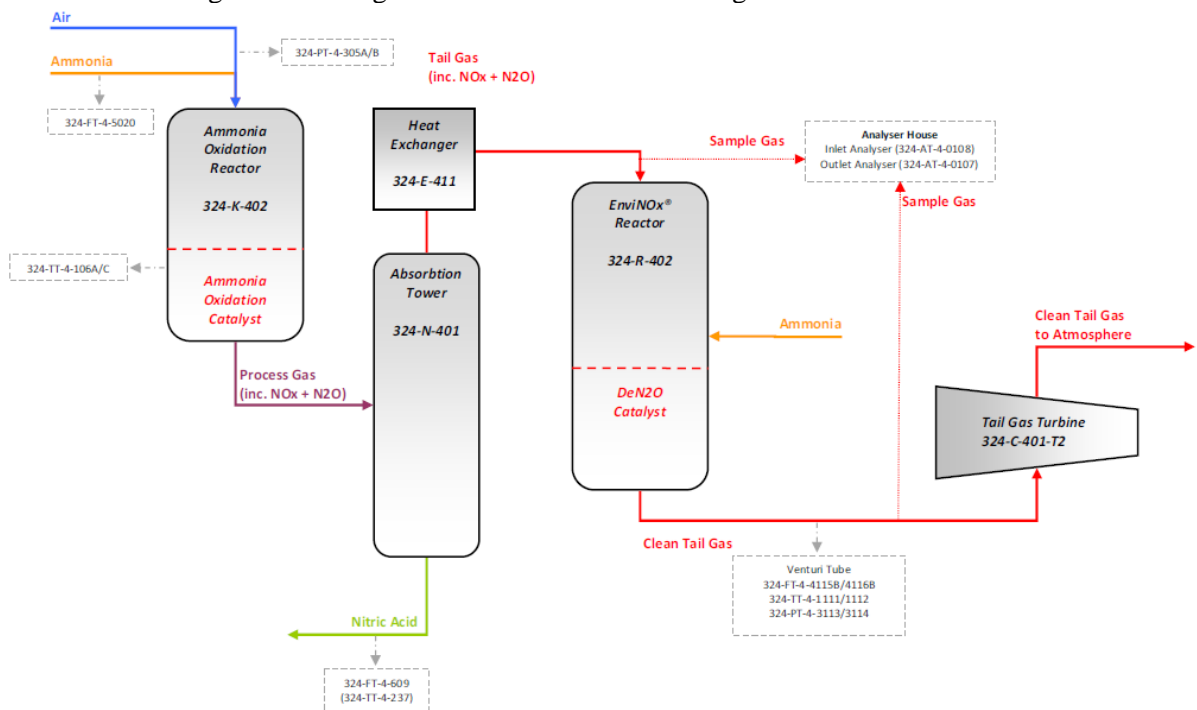 Air
324-PT-4-305A/B
Ammonia
324-FT-4-5020
Tail Gas
(inc. NOx + N2O)
Ammonia
Oxidation
Reactor
324-K-402
Heat
Exchanger
324-E-411
Sample Gas
Analyser House
Inlet Analyser (324-AT-4-0108)
Outlet Analyser (324-AT-4-0107)
Sample Gas
EnviNOx®
Reactor
324-R-402
324-TT-4-106A/C
Ammonia
Oxidation
Catalyst
Absorbtion
Tower
324-N-401
Ammonia
Clean Tail Gas
to Atmosphere
Process Gas
(inc. NOx + N2O)
DeN2O
Catalyst
Tail Gas Turbine
324-C-401-T2
Clean Tail Gas
Venturi Tube
324-FT-4-4115B/4116B
324-TT-4-1111/1112
324-PT-4-3113/3114
Nitric Acid
324-FT-4-609
(324-TT-4-237)